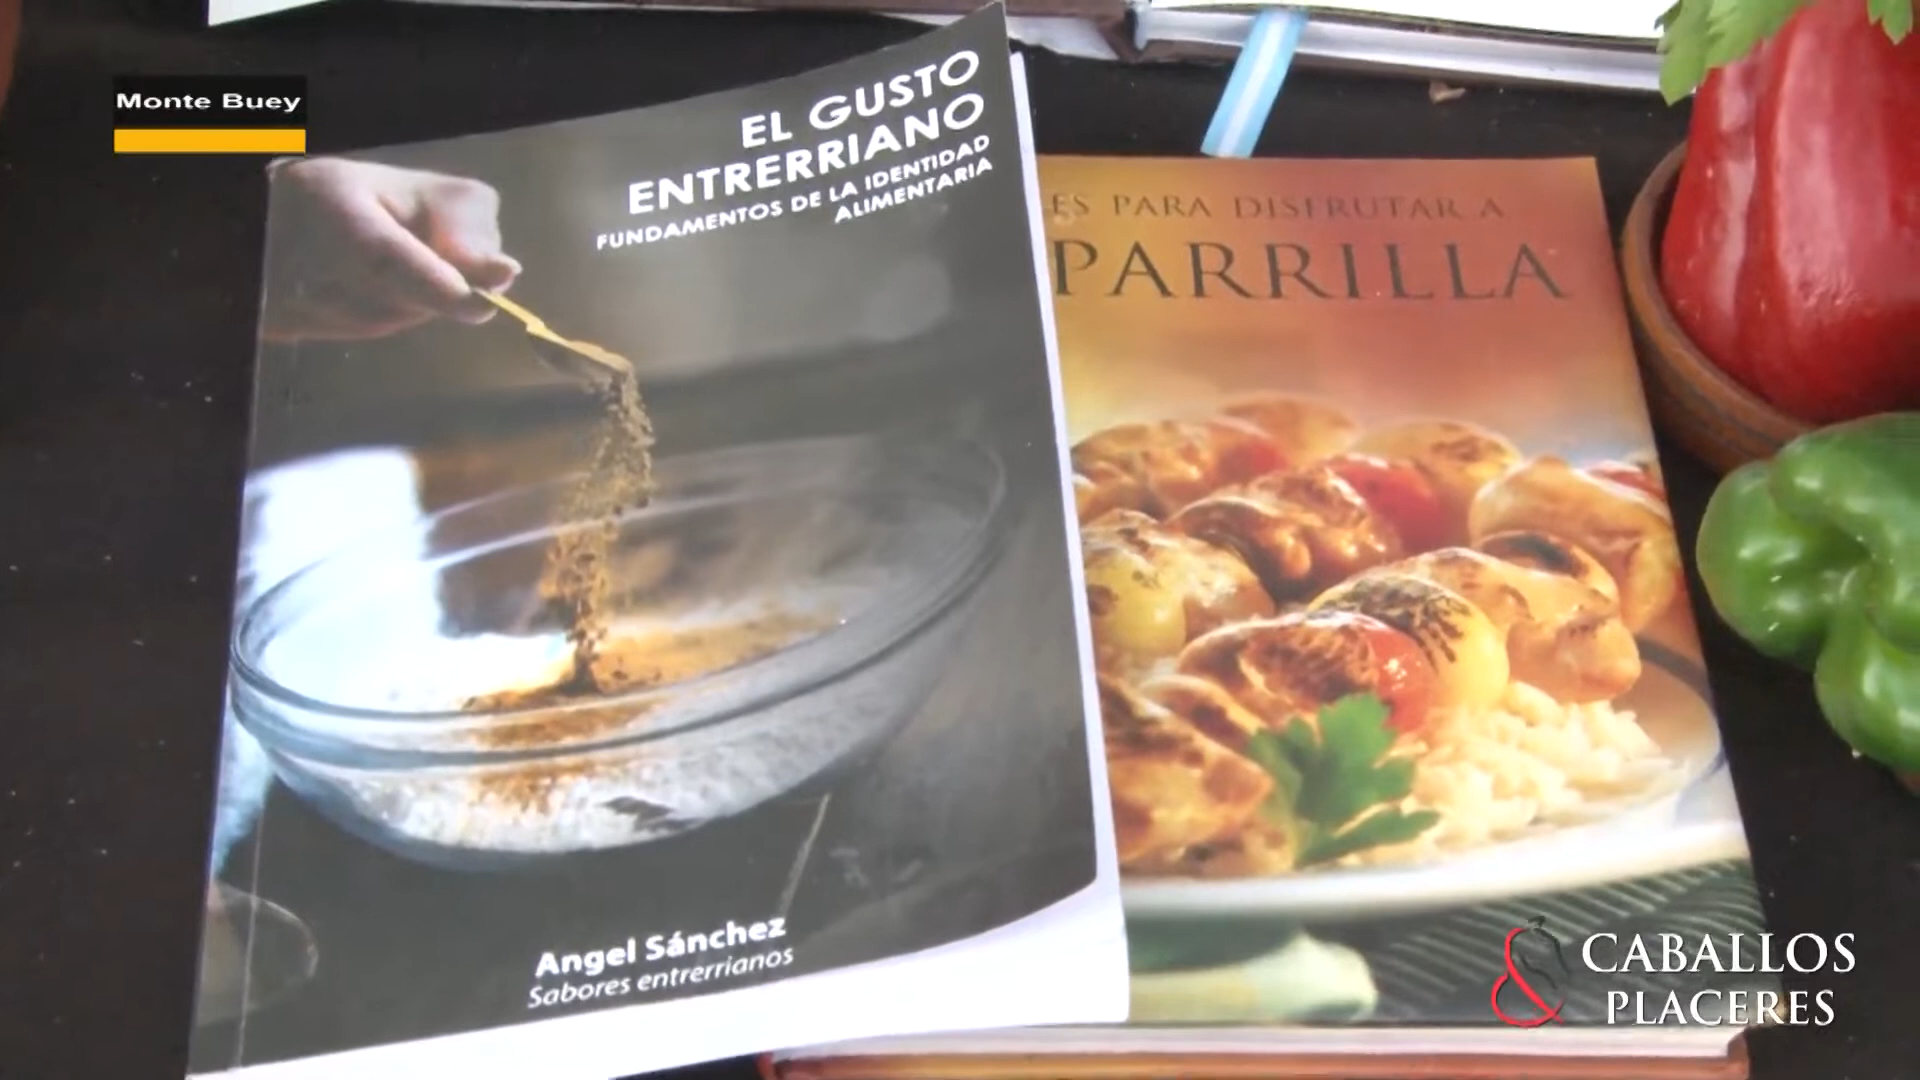 Monte Buey
EL GUSTO
ENTRERRIANO
FUNDAMENTOS DE LA IDENTIDAD
ALIMENTARIA
Angel Sánchez
Sabores entrerrianos
ES PARA DISFRUTAR A
PARRILLA
CABALLOS
& PLACERES